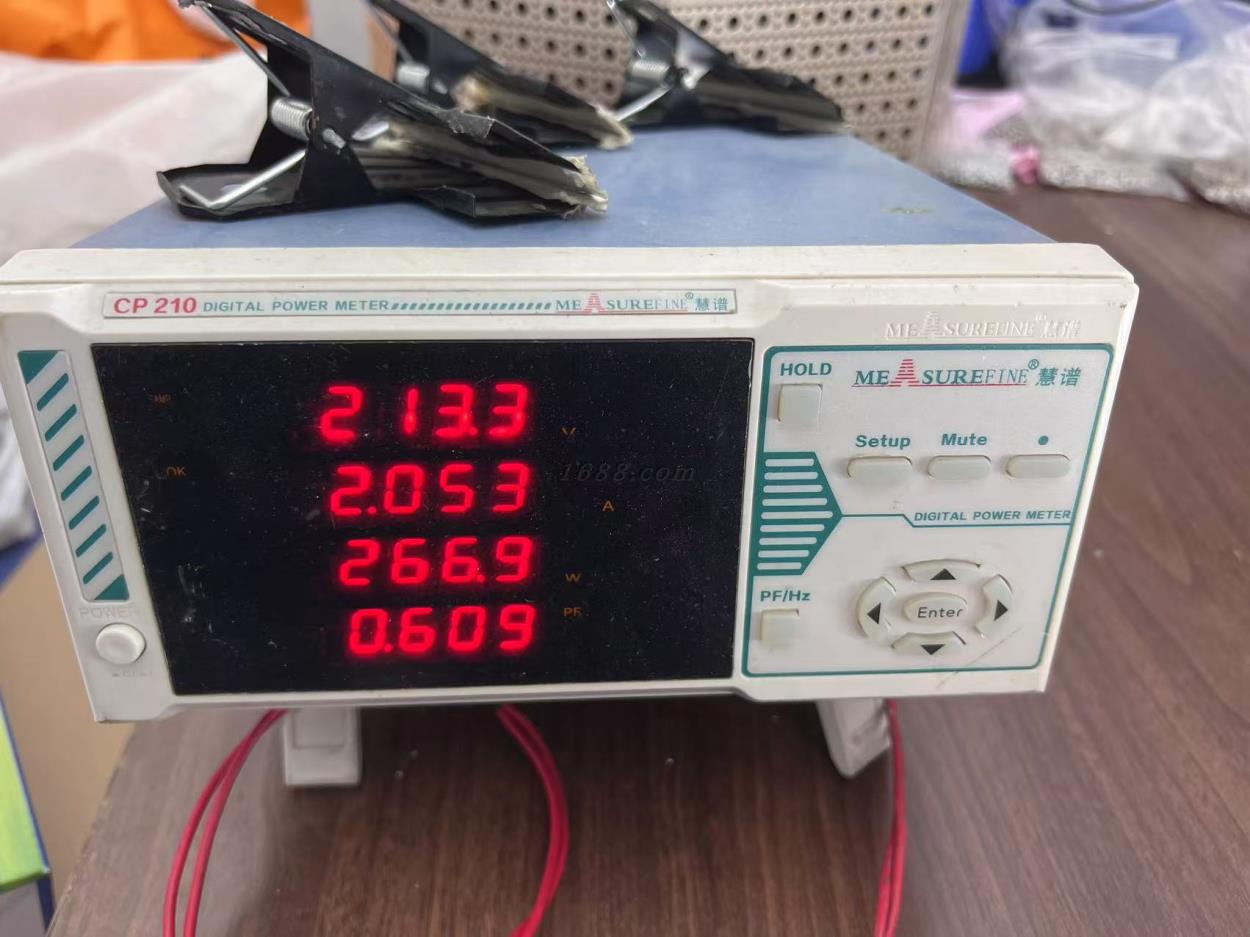 CP 210 DIGITAL POWER METER MEASUREFINE® 慧谱
MEASUREFINE® 慧谱
HOLD
MEASUREFINE® 慧谱
Setup Mute
213.3 V
OK
2.053 A
1688.com
DIGITAL POWER METER
266.9 W
0.609 PF
PF/Hz
Enter
POWER